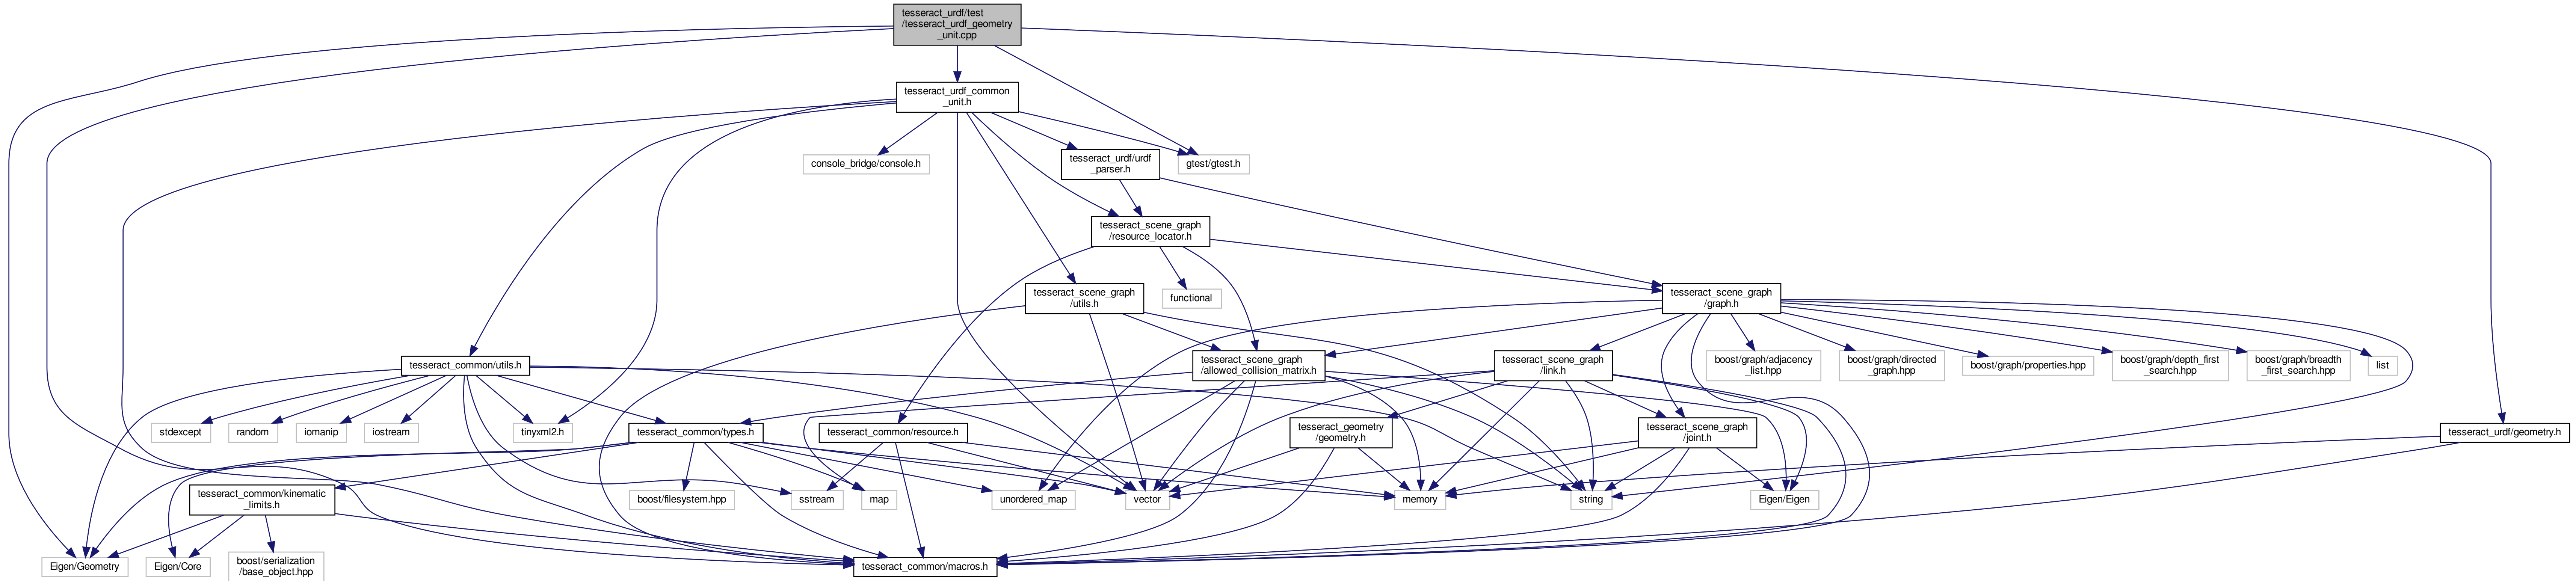 tesseract_urdf/test
/tesseract_urdf_geometry
_unit.cpp
tesseract_urdf_common
_unit.h
console_bridge/console.h
tesseract_urdf/urdf
_parser.h
gtest/gtest.h
tesseract_scene_graph
/resource_locator.h
tesseract_scene_graph
/utils.h
functional
tesseract_scene_graph
/graph.h
tesseract_common/utils.h
tesseract_scene_graph
/allowed_collision_matrix.h
tesseract_scene_graph
/link.h
boost/graph/adjacency
_list.hpp
boost/graph/directed
_graph.hpp
boost/graph/properties.hpp
boost/graph/depth_first
_search.hpp
boost/graph/breadth
_first_search.hpp
list
stdexcept
random
iomanip
iostream
tinyxml2.h
tesseract_common/types.h
tesseract_common/resource.h
tesseract_geometry
/geometry.h
tesseract_scene_graph
/joint.h
tesseract_urdf/geometry.h
tesseract_common/kinematic
_limits.h
boost/filesystem.hpp
sstream
map
unordered_map
vector
memory
string
Eigen/Eigen
Eigen/Geometry
Eigen/Core
boost/serialization
/base_object.hpp
tesseract_common/macros.h